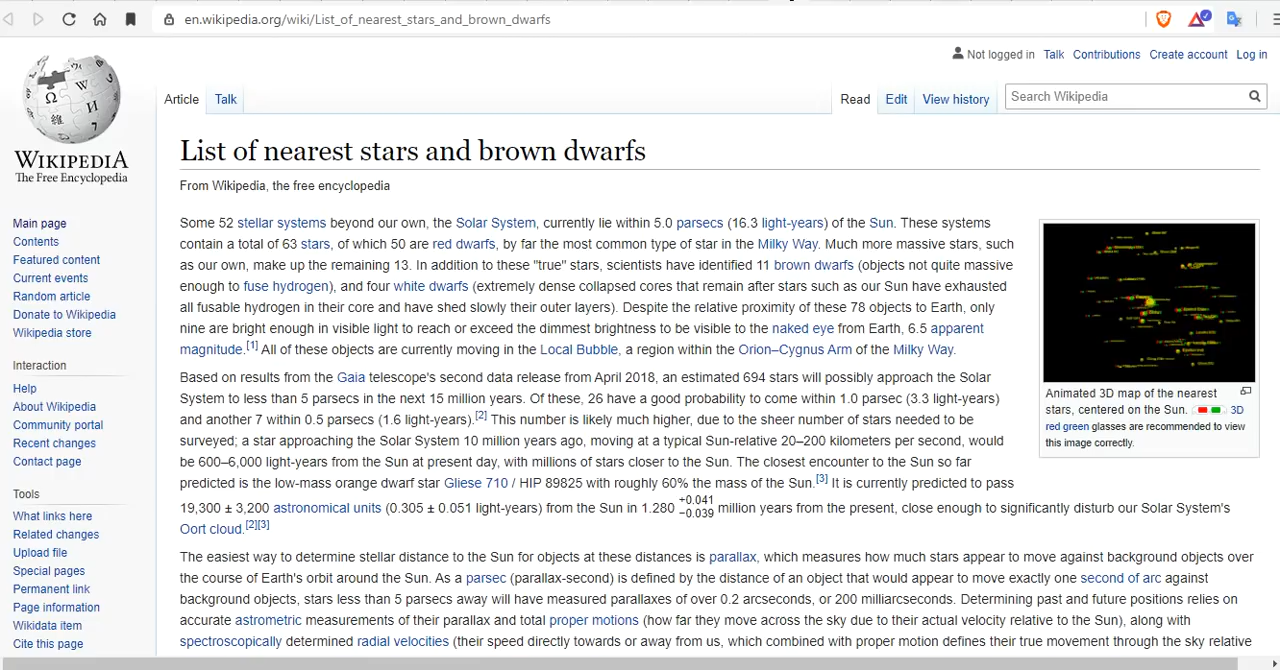 en.wikipedia.org/wiki/List_of_nearest_stars_and_brown_dwarfs
Not logged in Talk Contributions Create account Log in
Article Talk Read Edit View history Search Wikipedia
WIKIPEDIA
The Free Encyclopedia
Main page
Contents
Featured content
Current events
Random article
Donate to Wikipedia
Wikipedia store
Interaction
Help
About Wikipedia
Community portal
Recent changes
Contact page
Tools
What links here
Related changes
Upload file
Special pages
Permanent link
Page information
Wikidata item
Cite this page
List of nearest stars and brown dwarfs
From Wikipedia, the free encyclopedia
Some 52 stellar systems beyond our own, the Solar System, currently lie within 5.0 parsecs (16.3 light-years) of the Sun. These systems
contain a total of 63 stars, of which 50 are red dwarfs, by far the most common type of star in the Milky Way. Much more massive stars, such
as our own, make up the remaining 13. In addition to these "true" stars, scientists have identified 11 brown dwarfs (objects not quite massive
enough to fuse hydrogen), and four white dwarfs (extremely dense collapsed cores that remain after stars such as our Sun have exhausted
all fusable hydrogen in their core and have shed slowly their outer layers). Despite the relative proximity of these 78 objects to Earth, only
nine are bright enough in visible light to reach or exceed the dimmest brightness to be visible to the naked eye from Earth, 6.5 apparent
magnitude.[1] All of these objects are currently moving in the Local Bubble, a region within the Orion–Cygnus Arm of the Milky Way.
Based on results from the Gaia telescope's second data release from April 2018, an estimated 694 stars will possibly approach the Solar
System to less than 5 parsecs in the next 15 million years. Of these, 26 have a good probability to come within 1.0 parsec (3.3 light-years)
and another 7 within 0.5 parsecs (1.6 light-years).[2] This number is likely much higher, due to the sheer number of stars needed to be
surveyed; a star approaching the Solar System 10 million years ago, moving at a typical Sun-relative 20–200 kilometers per second, would
be 600–6,000 light-years from the Sun at present day, with millions of stars closer to the Sun. The closest encounter to the Sun so far
predicted is the low-mass orange dwarf star Gliese 710 / HIP 89825 with roughly 60% the mass of the Sun.[3] It is currently predicted to pass
19,300 ± 3,200 astronomical units (0.305 ± 0.051 light-years) from the Sun in 1.280 +0.041 −0.039 million years from the present, close enough to significantly disturb our Solar System's
Oort cloud.[2][3]
The easiest way to determine stellar distance to the Sun for objects at these distances is parallax, which measures how much stars appear to move against background objects over
the course of Earth's orbit around the Sun. As a parsec (parallax-second) is defined by the distance of an object that would appear to move exactly one second of arc against
background objects, stars less than 5 parsecs away will have measured parallaxes of over 0.2 arcseconds, or 200 milliarcseconds. Determining past and future positions relies on
accurate astrometric measurements of their parallax and total proper motions (how far they move across the sky due to their actual velocity relative to the Sun), along with
spectroscopically determined radial velocities (their speed directly towards or away from us, which combined with proper motion defines their true movement through the sky relative
Animated 3D map of the nearest
stars, centered on the Sun. 3D
red green glasses are recommended to view
this image correctly.